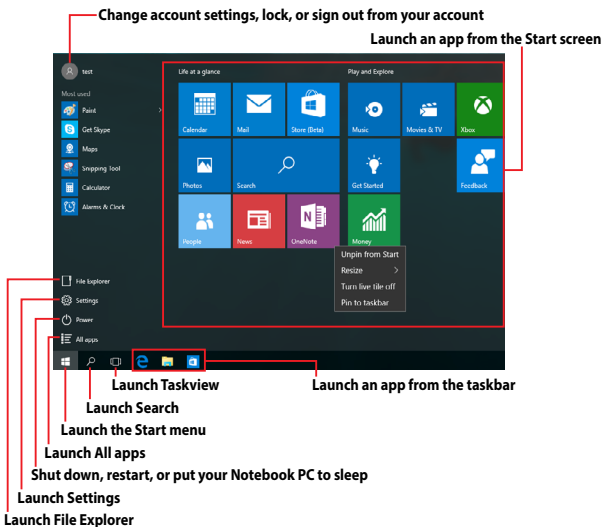 Change account settings, lock, or sign out from your account
Launch an app from the Start screen
test
Life at a glance
Play and Explore
Most used
Paint
Get Skype
Maps
Snipping Tool
Calculator
Alarms & Clock
Calendar
Mail
Store (Beta)
Music
Movies & TV
Xbox
Photos
Search
Get Started
Feedback
People
News
OneNote
Money
Unpin from Start
Resize
Turn live tile off
Pin to taskbar
File Explorer
Settings
Power
All apps
Launch Taskview
Launch an app from the taskbar
Launch Search
Launch the Start menu
Launch All apps
Shut down, restart, or put your Notebook PC to sleep
Launch Settings
Launch File Explorer